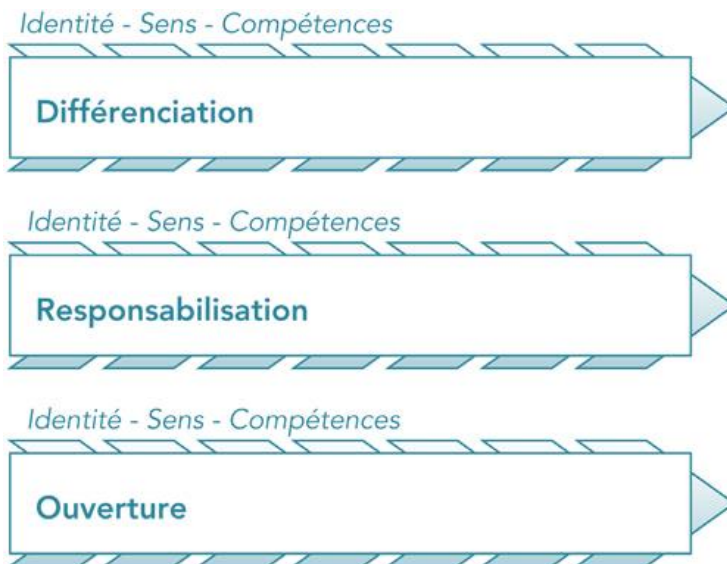 Identité - Sens - Compétences
Différenciation
Identité - Sens - Compétences
Responsabilisation
Identité - Sens - Compétences
Ouverture